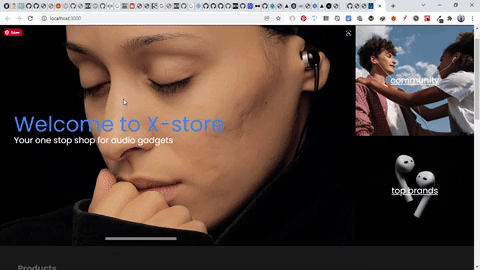 localhost:3000
Save
Welcome to X-store
Your one stop shop for audio gadgets
community
top brands
Products